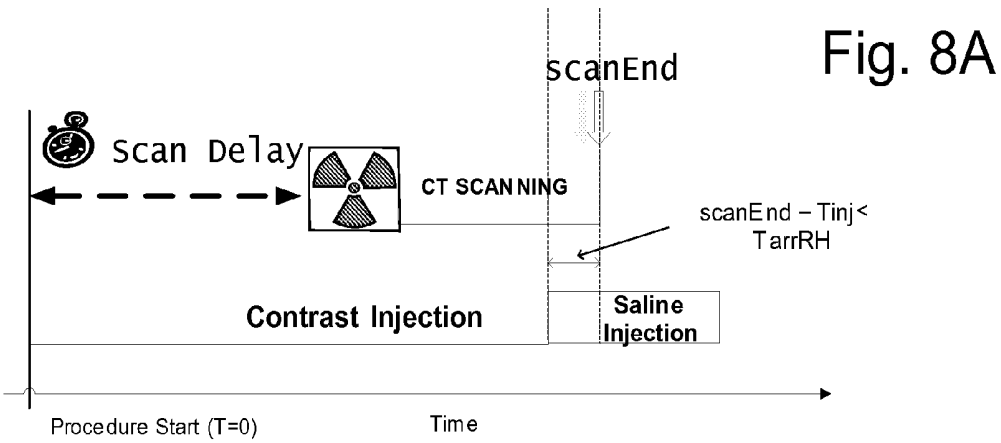 Fig. 8A
scanEnd
Scan Delay
CT SCANNING
scanEnd – Tinj<
TarrRH
Contrast Injection
Saline
Injection
Procedure Start (T=0)
Time